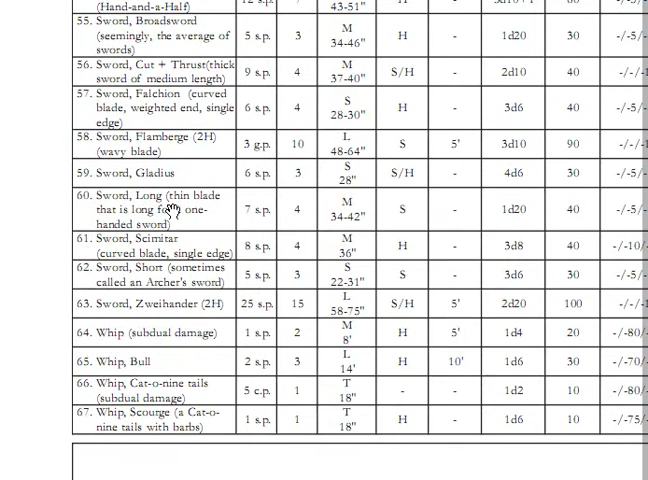 (Hand-and-a-Half) 43-51"
55. Sword, Broadsword (seemingly, the average of swords) 5 s.p. 3 M 34-46" H - 1d20 30 -/-5/
56. Sword, Cut + Thrust(thick sword of medium length) 9 s.p. 4 M 37-40" S/H - 2d10 40 -/-/-1
57. Sword, Falchion (curved blade, weighted end, single edge) 6 s.p. 4 S 28-30" H - 3d6 40 -/-5/
58. Sword, Flamberge (2H) (wavy blade) 3 g.p. 10 L 48-64" S 5' 3d10 90 -/-/-1
59. Sword, Gladius 6 s.p. 3 S 28" S/H - 4d6 30 -/-5/
60. Sword, Long (thin blade that is long one-handed sword) 7 s.p. 4 M 34-42" S - 1d20 40 -/-5/
61. Sword, Scimitar (curved blade, single edge) 8 s.p. 4 M 36" H - 3d8 40 -/-10/
62. Sword, Short (sometimes called an Archer's sword) 5 s.p. 3 S 22-31" S - 3d6 30 -/-5/
63. Sword, Zweihander (2H) 25 s.p. 15 L 58-75" S/H 5' 2d20 100 -/-/-1
64. Whip (subdual damage) 1 s.p. 2 M 8' H 5' 1d4 20 -/-80/
65. Whip, Bull 2 s.p. 3 L 14' H 10' 1d6 30 -/-70/
66. Whip, Cat-o-nine tails (subdual damage) 5 c.p. 1 T 18" - - 1d2 10 -/-80/
67. Whip, Scourge (a Cat-o-nine tails with barbs) 1 s.p. 1 T 18" H - 1d6 10 -/-75/